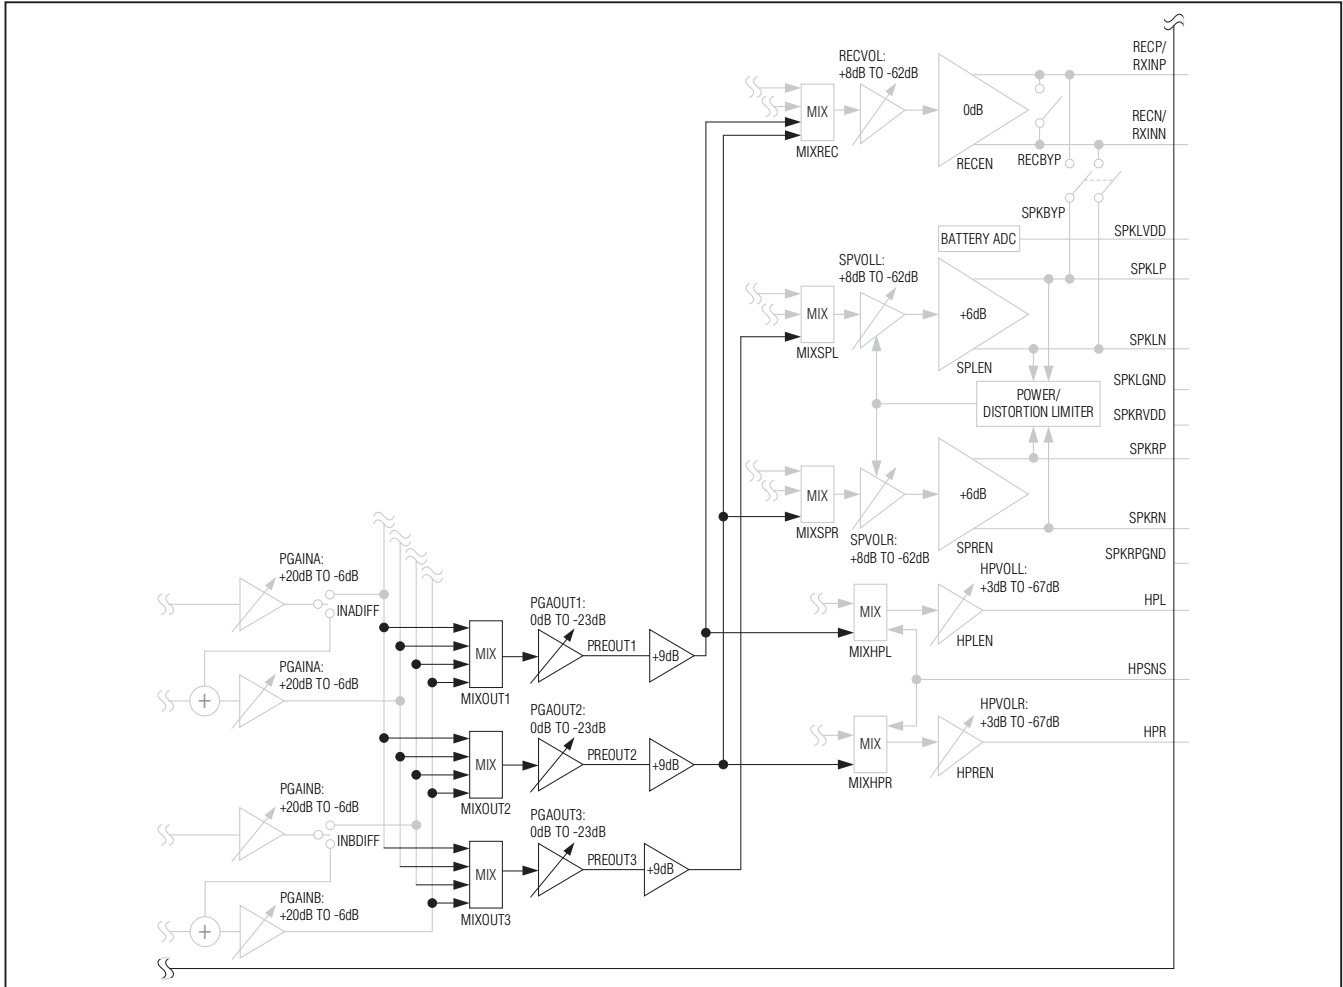 RECP/
RXINP
RECVOL:
+8dB TO -62dB
MIX
0dB
RECN/
RXINN
MIXREC
RECEN
RECBYP
SPKBYP
SPKLVDD
BATTERY ADC
SPVOLL:
+8dB TO -62dB
SPKLP
MIX
+6dB
SPKLN
MIXSPL
SPLEN
SPKLGND
POWER/
DISTORTION LIMITER
SPKRVDD
SPKRP
MIX
+6dB
SPKRN
MIXSPR
SPVOLR:
+8dB TO -62dB
SPREN
SPKRPGND
HPVOLL:
+3dB TO -67dB
PGAINA:
+20dB TO -6dB
INADIFF
PGAOUT1:
0dB TO -23dB
MIX
HPL
PREOUT1
+9dB
MIX
MIXHPL
HPLEN
PGAINA:
+20dB TO -6dB
MIXOUT1
HPSNS
PGAOUT2:
0dB TO -23dB
HPVOLR:
+3dB TO -67dB
HPR
MIX
PREOUT2
+9dB
MIX
MIXHPR
HPREN
PGAINB:
+20dB TO -6dB
MIXOUT2
PGAOUT3:
0dB TO -23dB
INBDIFF
PREOUT3
+9dB
MIX
PGAINB:
+20dB TO -6dB
MIXOUT3